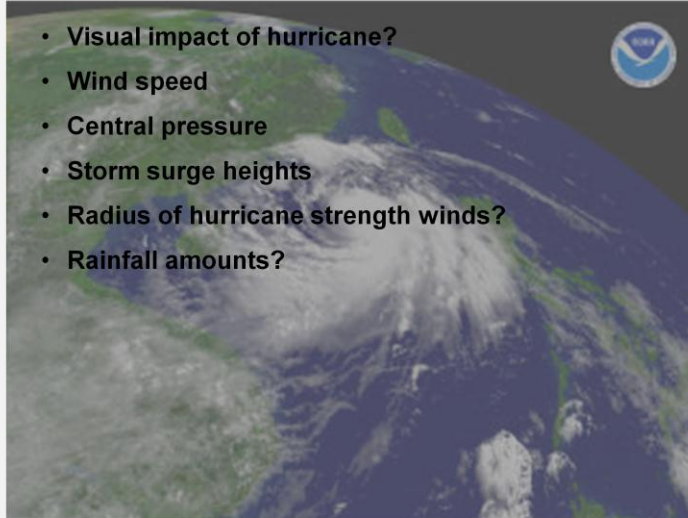 • Visual impact of hurricane?
• Wind speed
• Central pressure
• Storm surge heights
• Radius of hurricane strength winds?
• Rainfall amounts?